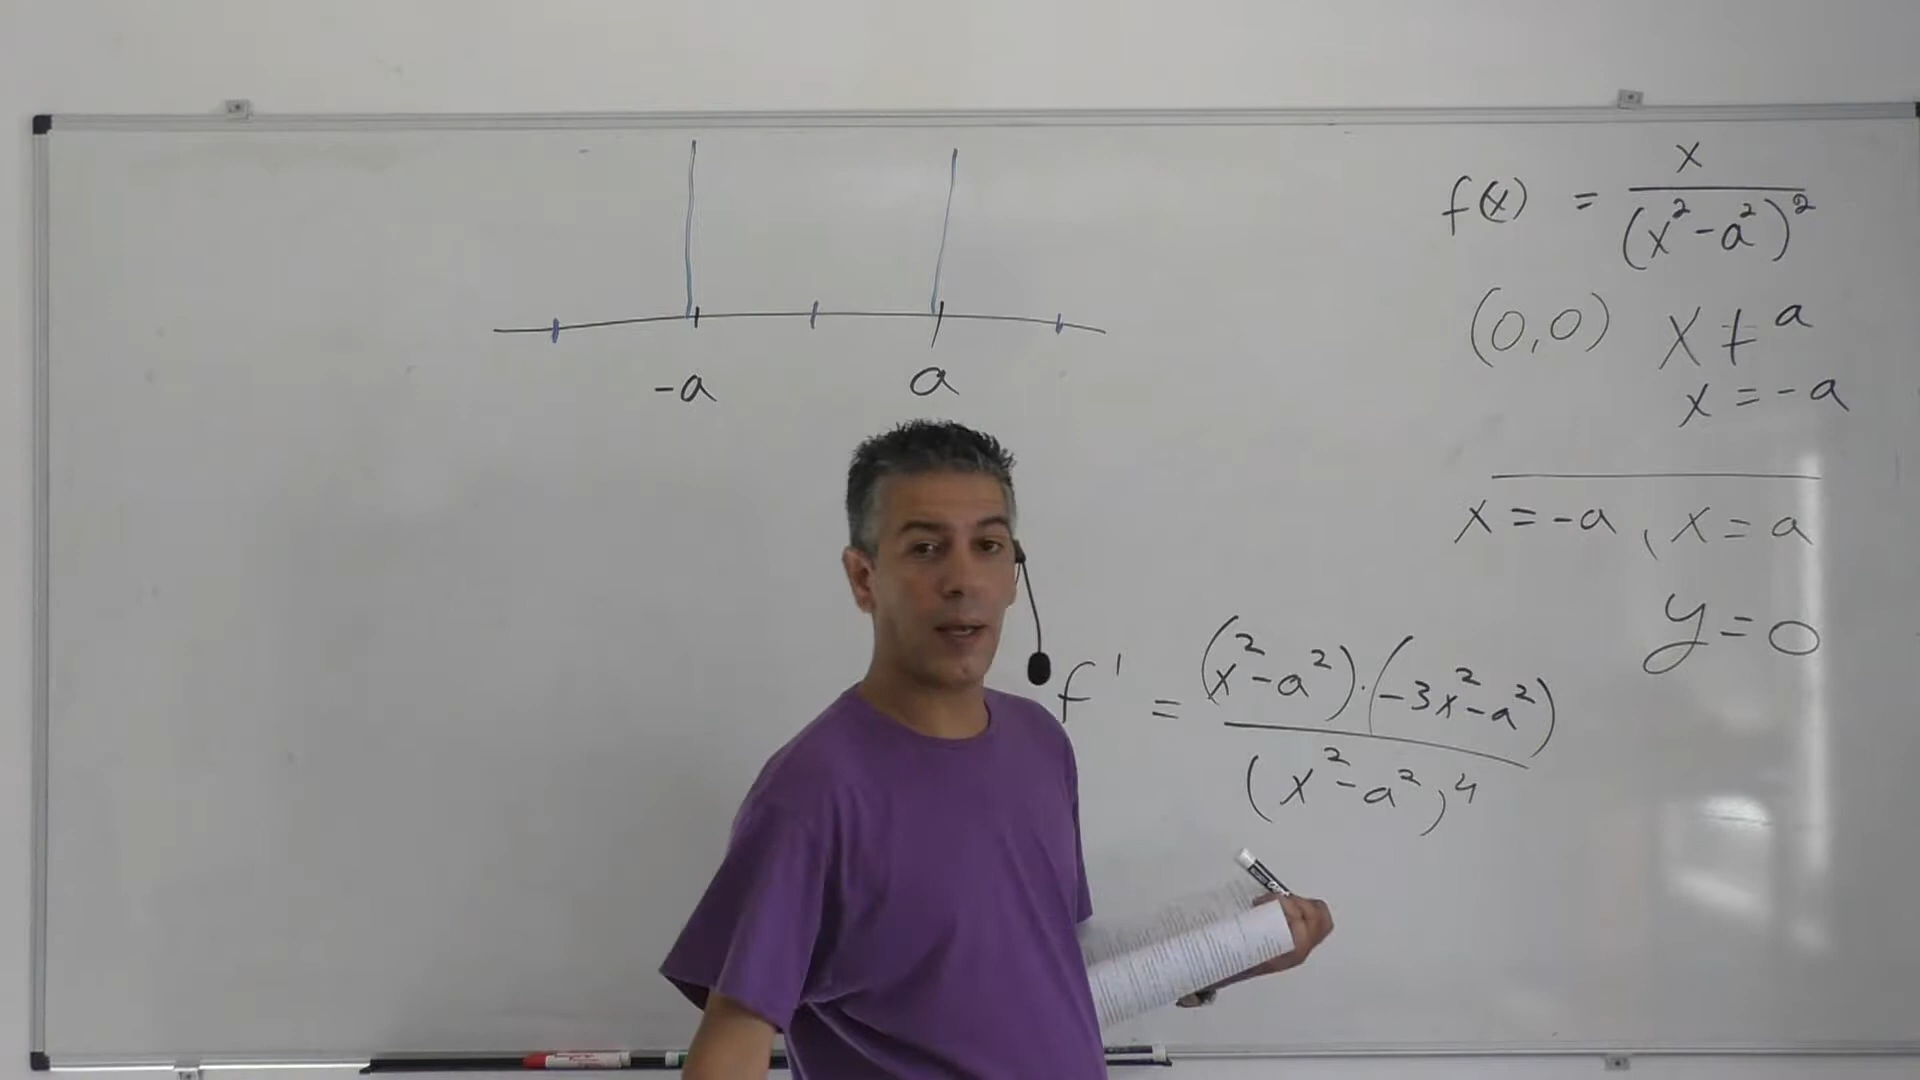 f(x) = x / (x² - a²)²
(0,0) x ≠ a
x = -a
-a a
x = -a , x = a
y = 0
f' = (x² - a²) · (-3x² - a²) / (x² - a²)⁴